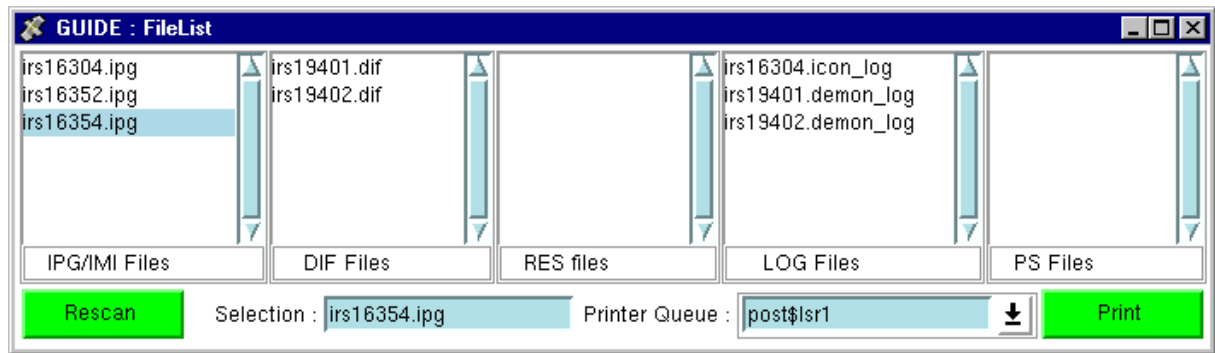 GUIDE : FileList
irs16304.ipg
irs16352.ipg
irs16354.ipg
irs19401.dif
irs19402.dif
irs16304.icon_log
irs19401.demon_log
irs19402.demon_log
IPG/IMI Files
DIF Files
RES files
LOG Files
PS Files
Rescan
Selection : irs16354.ipg
Printer Queue : post$lsr1
Print